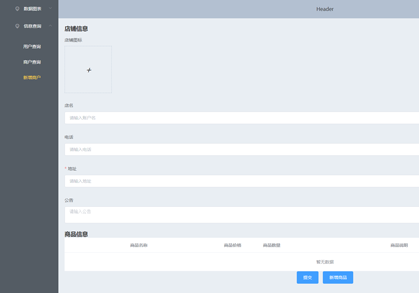 数据图表
Header
信息查询
店铺信息
店铺图标
用户查询
商户查询
新增商户
店名
请输入用户名
电话
请输入电话
* 地址
请输入地址
公告
请输入公告
商品信息
商品名称 商品价格 商品数量 商品说明
暂无数据
提交 新增商品